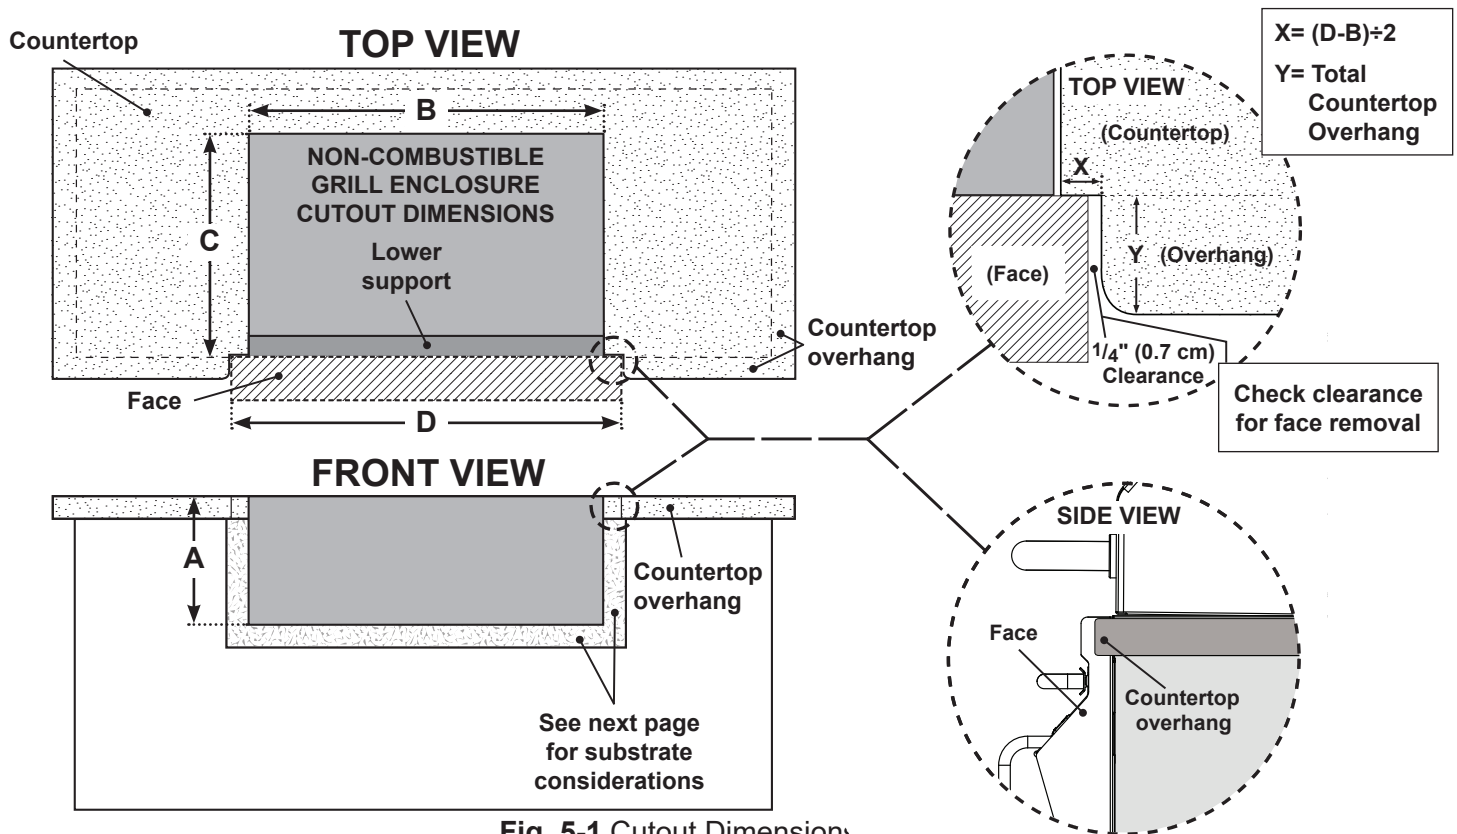 TOP VIEW
Countertop
B
NON-COMBUSTIBLE
GRILL ENCLOSURE
CUTOUT DIMENSIONS
C
Lower
support
Countertop
overhang
Face
D
FRONT VIEW
A
Countertop
overhang
See next page
for substrate
considerations
X= (D-B)÷2
Y= Total
Countertop
Overhang
TOP VIEW
(Countertop)
X
Y
(Overhang)
(Face)
1/4" (0.7 cm)
Clearance
Check clearance
for face removal
SIDE VIEW
Face
Countertop
overhang
Fig. 5-1 Cutout Dimensions